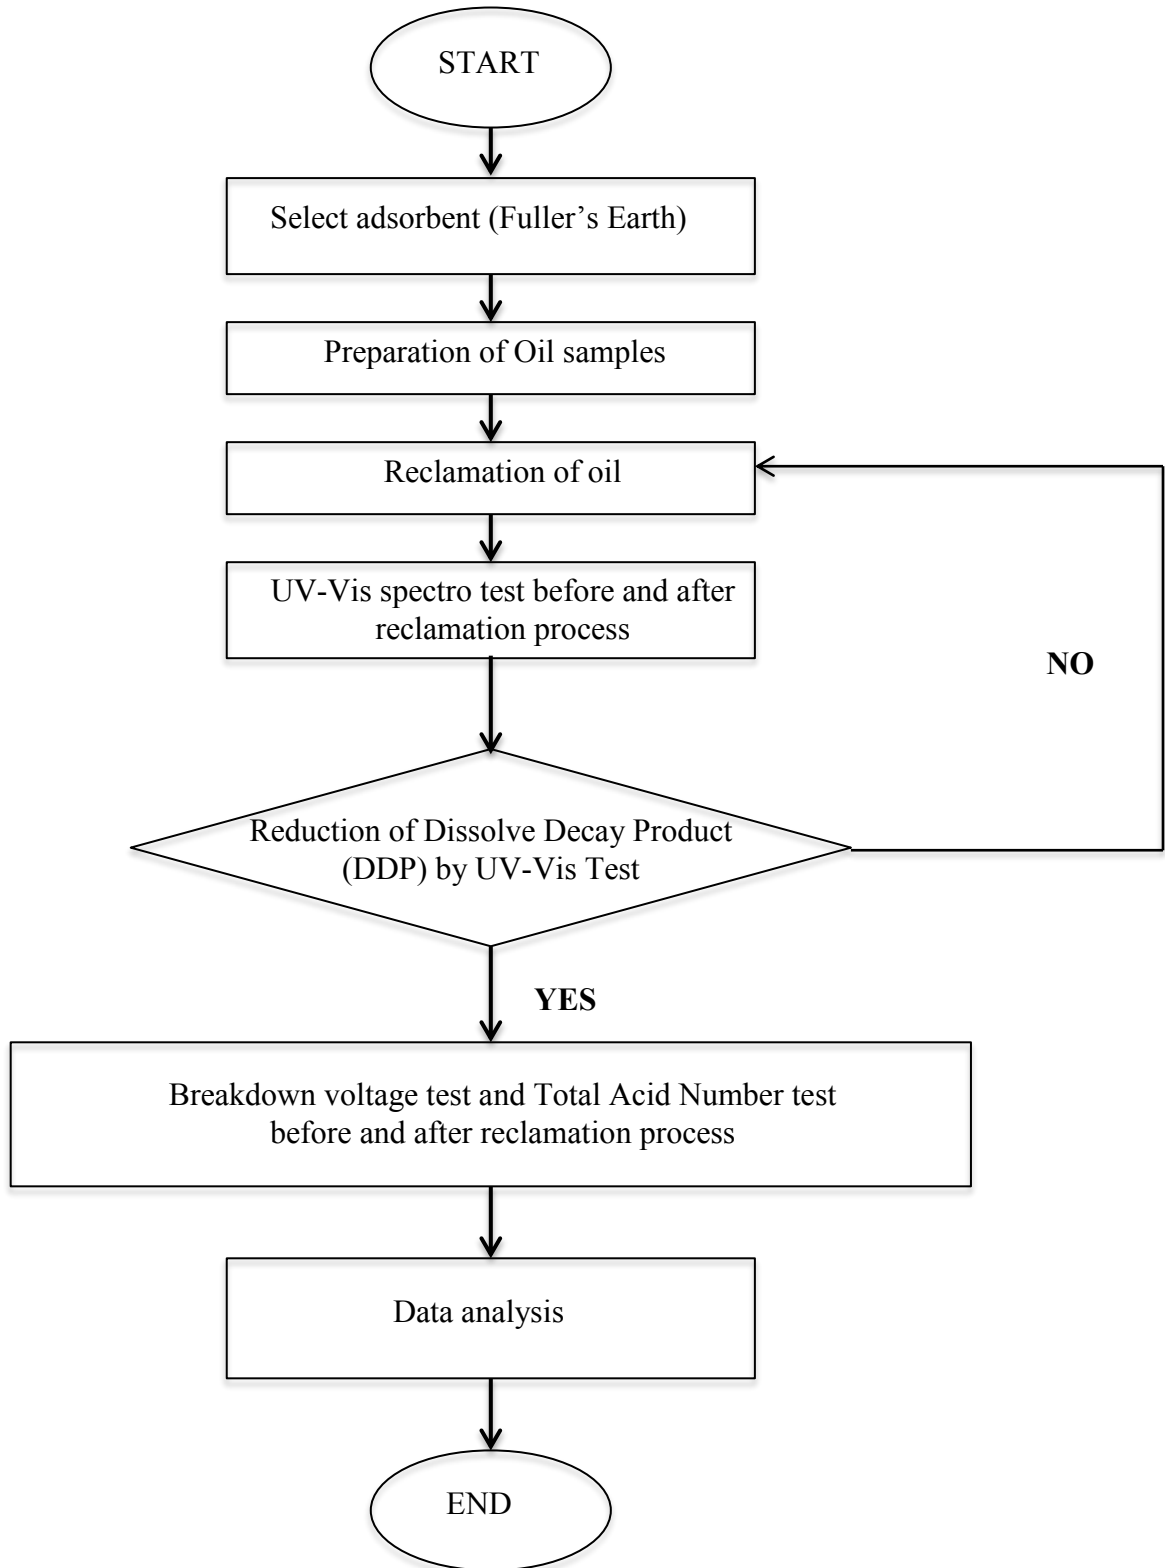 START
Select adsorbent (Fuller’s Earth)
Preparation of Oil samples
Reclamation of oil
UV-Vis spectro test before and after
reclamation process
NO
Reduction of Dissolve Decay Product
(DDP) by UV-Vis Test
YES
Breakdown voltage test and Total Acid Number test
before and after reclamation process
Data analysis
END